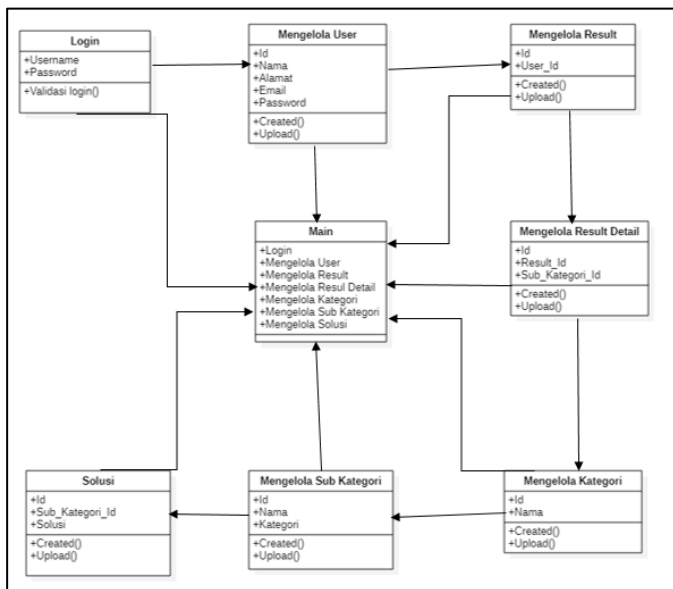 Login
+Username
+Password
+Validasi login()
Mengelola User
+Id
+Nama
+Alamat
+Email
+Password
+Created()
+Upload()
Mengelola Result
+Id
+User_Id
+Created()
+Upload()
Main
+Login
+Mengelola User
+Mengelola Result
+Mengelola Resul Detail
+Mengelola Kategori
+Mengelola Sub Kategori
+Mengelola Solusi
Mengelola Result Detail
+Id
+Result_Id
+Sub_Kategori_Id
+Created()
+Upload()
Solusi
+Id
+Sub_Kategori_Id
+Solusi
+Created()
+Upload()
Mengelola Sub Kategori
+Id
+Nama
+Kategori
+Created()
+Upload()
Mengelola Kategori
+Id
+Nama
+Created()
+Upload()